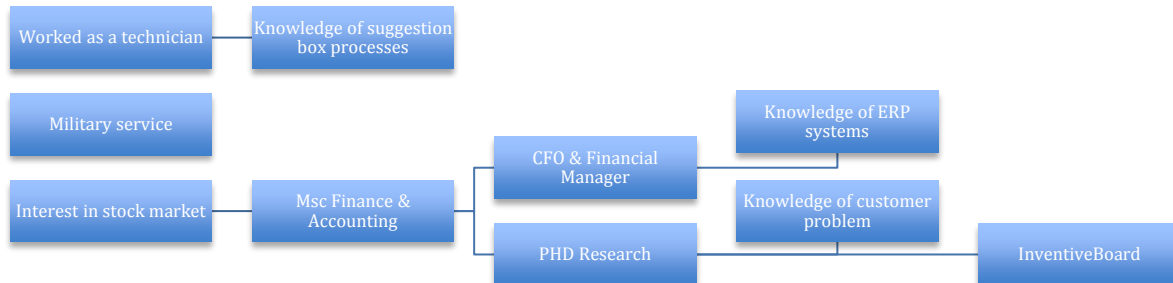 Worked as a technician
Knowledge of suggestion
box processes
Military service
Knowledge of ERP
systems
CFO & Financial
Manager
Interest in stock market
Msc Finance &
Accounting
Knowledge of customer
problem
PHD Research
InventiveBoard